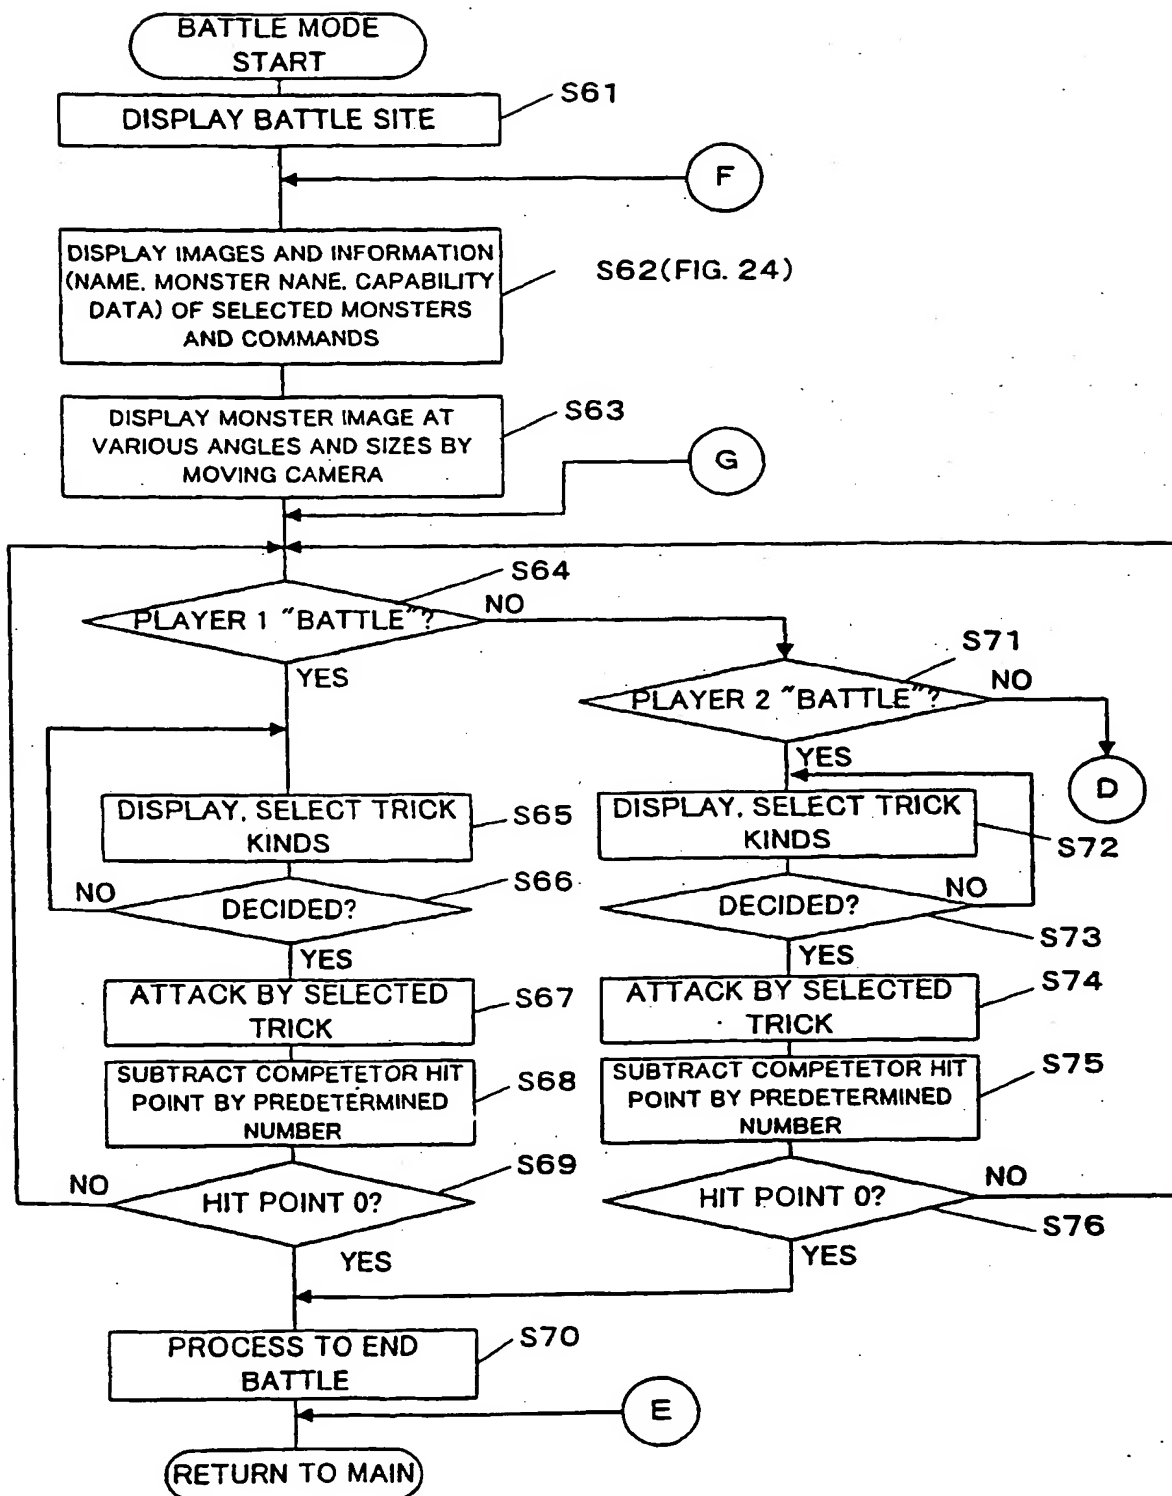 BATTLE MODE
START
S61
DISPLAY BATTLE SITE
F
DISPLAY IMAGES AND INFORMATION
(NAME. MONSTER NANE. CAPABILITY
DATA) OF SELECTED MONSTERS
AND COMMANDS
S62(FIG. 24)
DISPLAY MONSTER IMAGE AT
VARIOUS ANGLES AND SIZES BY
MOVING CAMERA
S63
G
S64
PLAYER 1 "BATTLE"?
NO
YES
S71
PLAYER 2 "BATTLE"?
NO
YES
D
DISPLAY. SELECT TRICK
KINDS
S65
DISPLAY. SELECT TRICK
KINDS
S72
NO
DECIDED?
S66
YES
DECIDED?
NO
S73
YES
ATTACK BY SELECTED
TRICK
S67
ATTACK BY SELECTED
TRICK
S74
SUBTRACT COMPETETOR HIT
POINT BY PREDETERMINED
NUMBER
S68
SUBTRACT COMPETETOR HIT
POINT BY PREDETERMINED
NUMBER
S75
NO
HIT POINT 0?
S69
YES
HIT POINT 0?
NO
S76
YES
PROCESS TO END
BATTLE
S70
E
RETURN TO MAIN